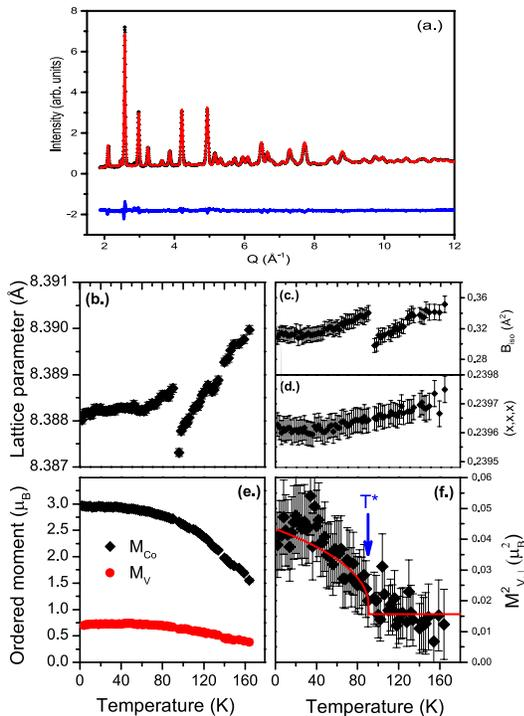 (a.)
Intensity (arb. units)
8
6
4
2
0
-2
2 4 6 8 10 12
Q (Å⁻¹)
(b.)
Lattice parameter (Å)
8.391
8.390
8.389
8.388
8.387
(c.)
0,36
0,32
0,28
B_iso (Å²)
(d.)
0,2398
0,2397
0,2396
0,2395
(x,x,x)
(e.)
Ordered moment (μ_B)
3.0
2.5
2.0
1.5
1.0
0.5
0.0
M_Co
M_V
0 40 80 120 160
Temperature (K)
(f.)
T*
0,06
0,05
0,04
0,03
0,02
0,01
0,00
M²_V⊥ (μ²_B)
0 40 80 120 160
Temperature (K)